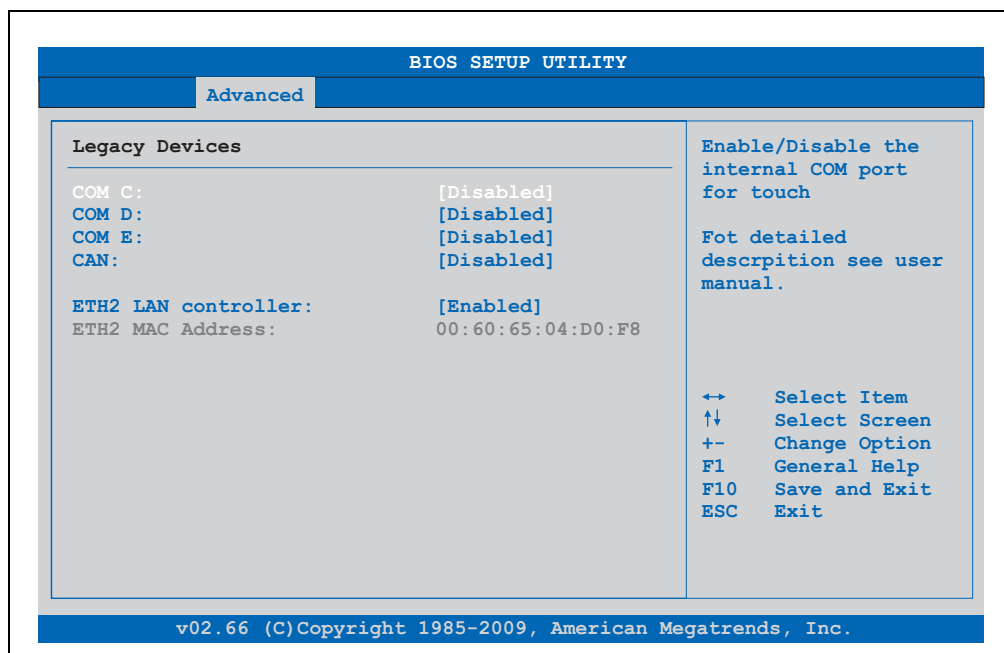 BIOS SETUP UTILITY
Advanced
Legacy Devices
COM C: [Disabled]
COM D: [Disabled]
COM E: [Disabled]
CAN: [Disabled]
ETH2 LAN controller: [Enabled]
ETH2 MAC Address: 00:60:65:04:D0:F8
Enable/Disable the
internal COM port
for touch
Fot detailed
descrpition see user
manual.
↔ Select Item
↑↓ Select Screen
+- Change Option
F1 General Help
F10 Save and Exit
ESC Exit
v02.66 (C)Copyright 1985-2009, American Megatrends, Inc.